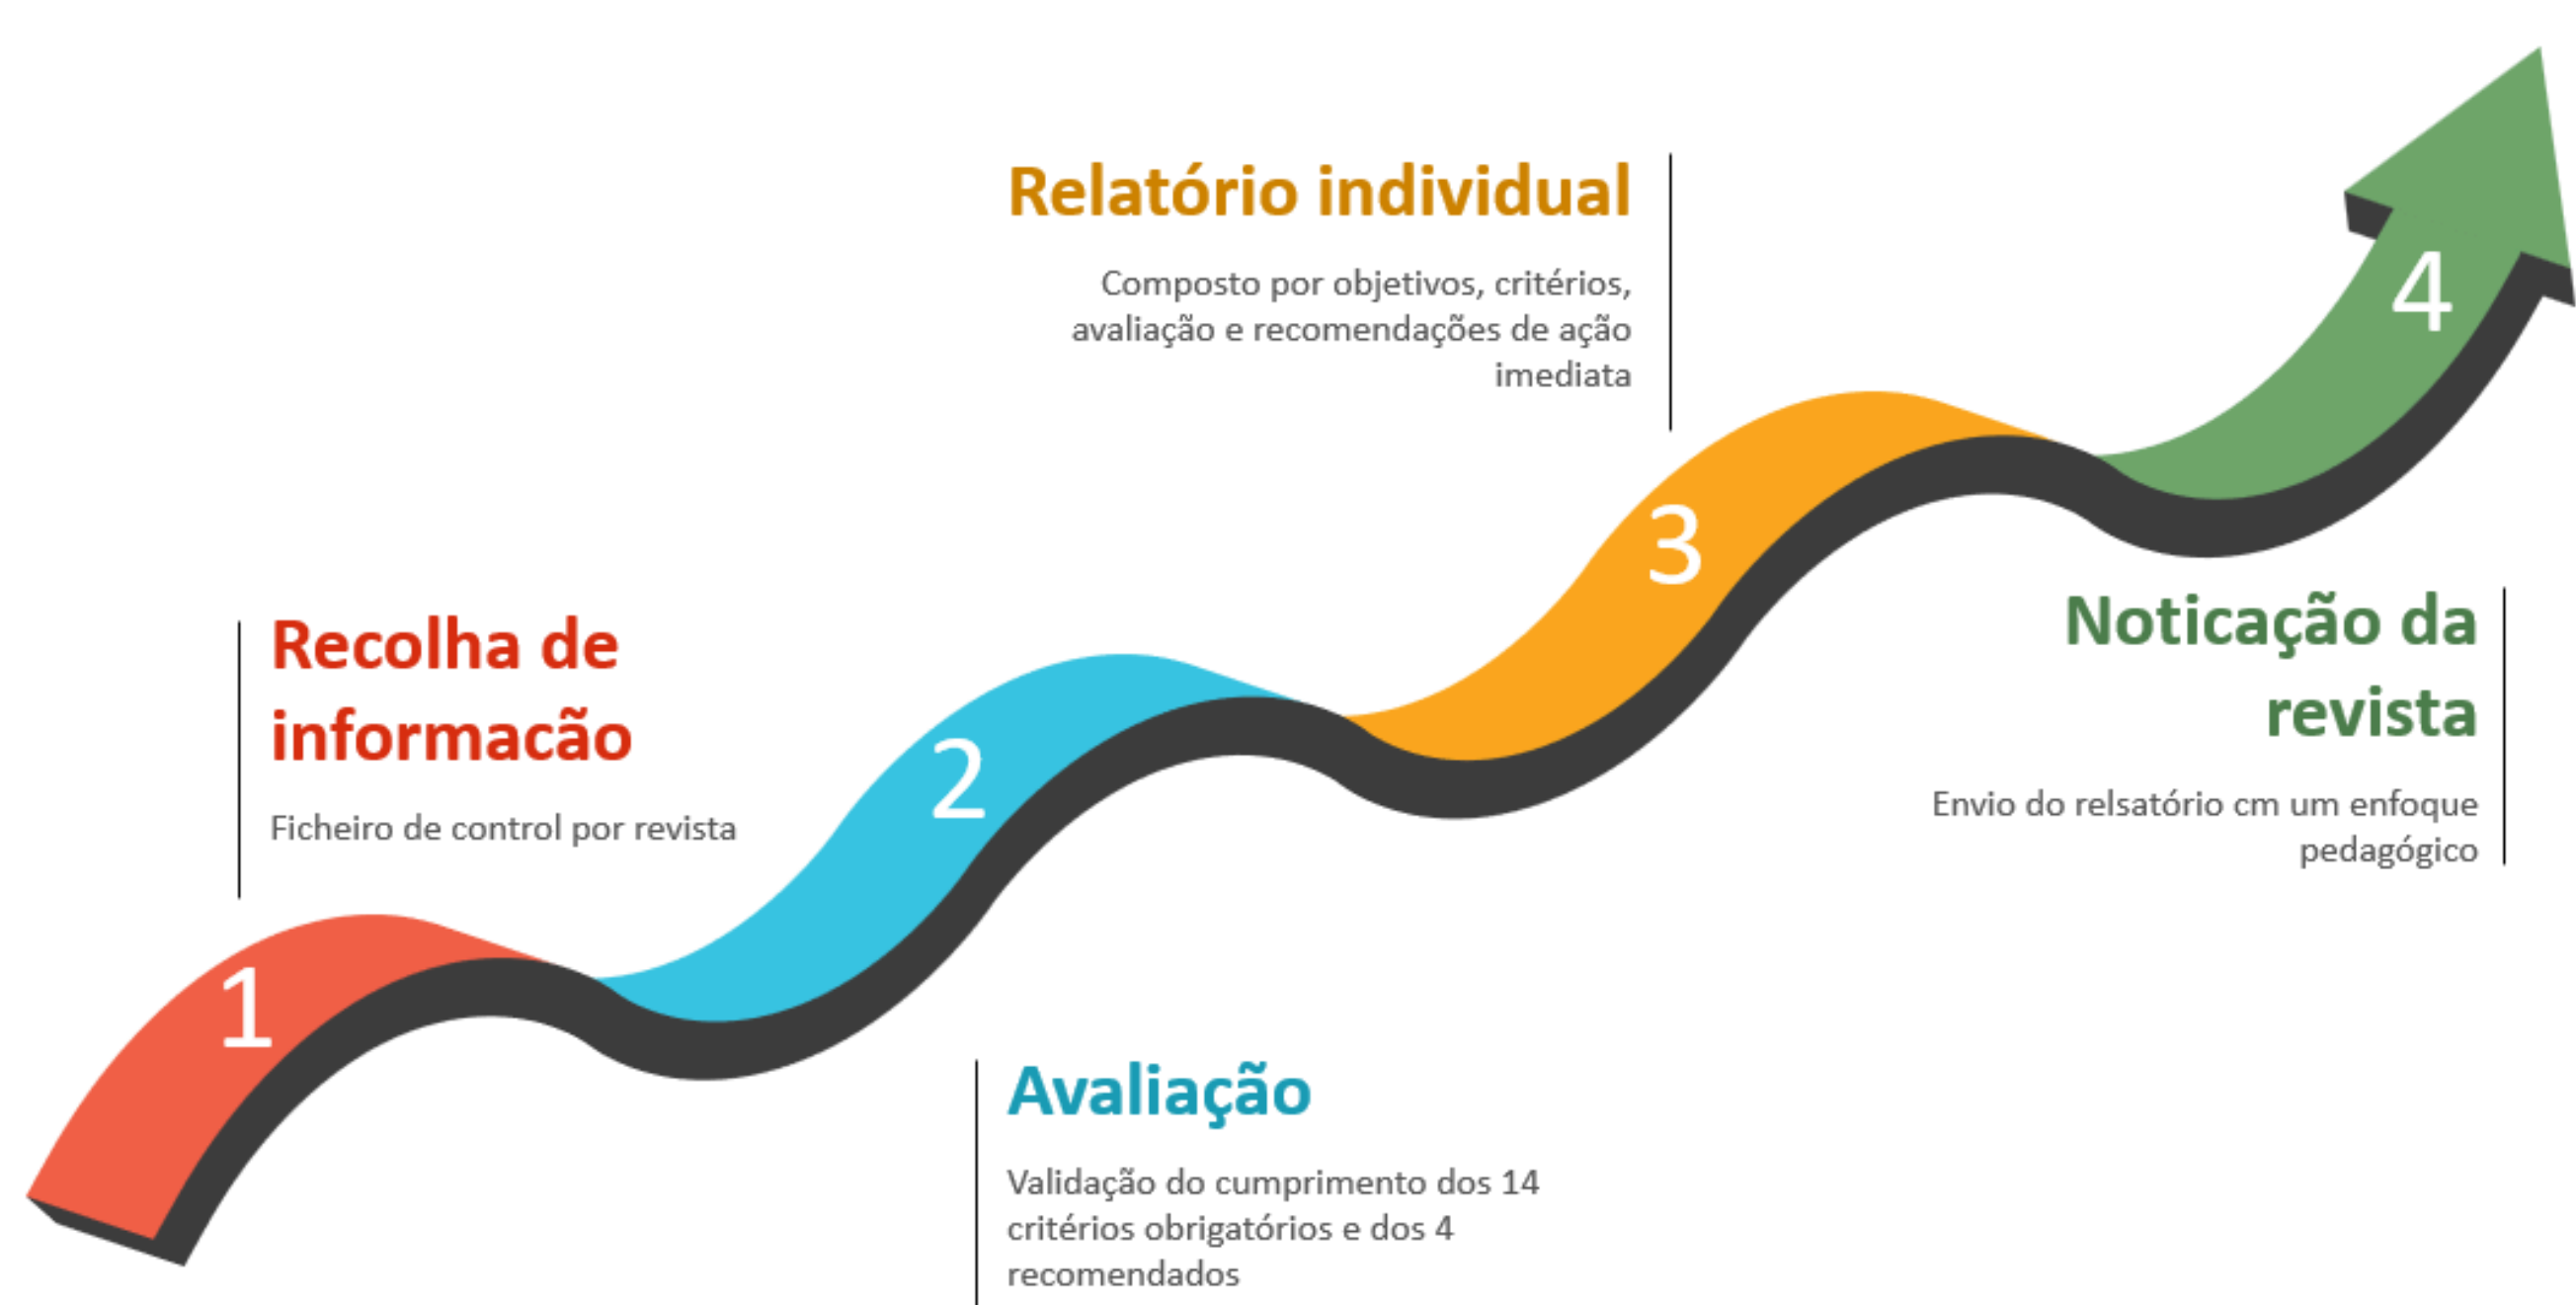 Relatório individual
Composto por objetivos, critérios,
avaliação e recomendações de ação
imediata
4
3
Recolha de
informacão
Ficheiro de control por revista
Noticação da
revista
Envio do relsatório cm um enfoque
pedagógico
2
1
Avaliação
Validação do cumprimento dos 14
critérios obrigatórios e dos 4
recomendados